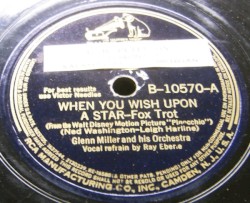 For best results
use Victor Needles
B-10570-A
WHEN YOU WISH UPON
A STAR-Fox Trot
(from the Walt Disney Motion Picture "Pinocchio")
(Ned Washington-Leigh Harline)
Glenn Miller and his Orchestra
Vocal refrain by Ray Eberle
RCA MANUFACTURING CO., INC., CAMDEN, N. J., U.S.A.